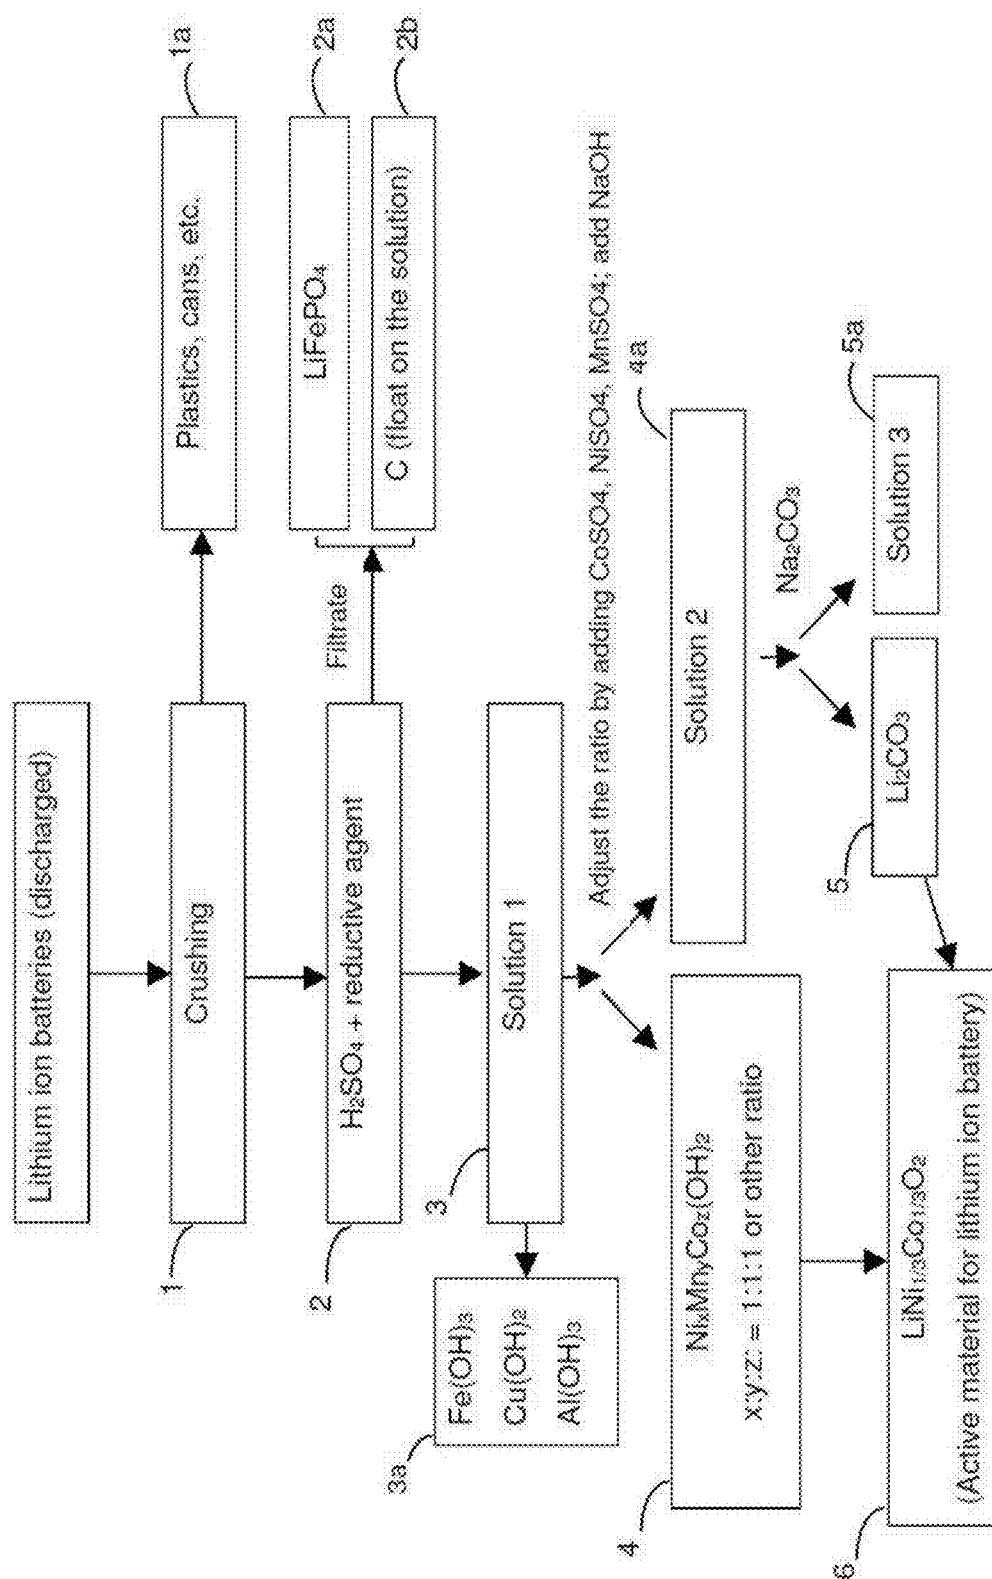 Lithium ion batteries (discharged)
1
Crushing
Plastics, cans, etc.
1a
2
H₂SO₄ + reductive agent
Filtrate
LiFePO₄
2a
C (float on the solution)
2b
3
Solution 1
3a
Fe(OH)₃
Cu(OH)₂
Al(OH)₃
Adjust the ratio by adding CoSO4, NiSO4, MnSO4; add NaOH
4
NixMnyCoz(OH)₂
x:y:z: = 1:1:1 or other ratio
Solution 2
4a
Na₂CO₃
5
Li₂CO₃
Solution 3
5a
6
LiNi₁/₃Co₁/₃O₂
(Active material for lithium ion battery)